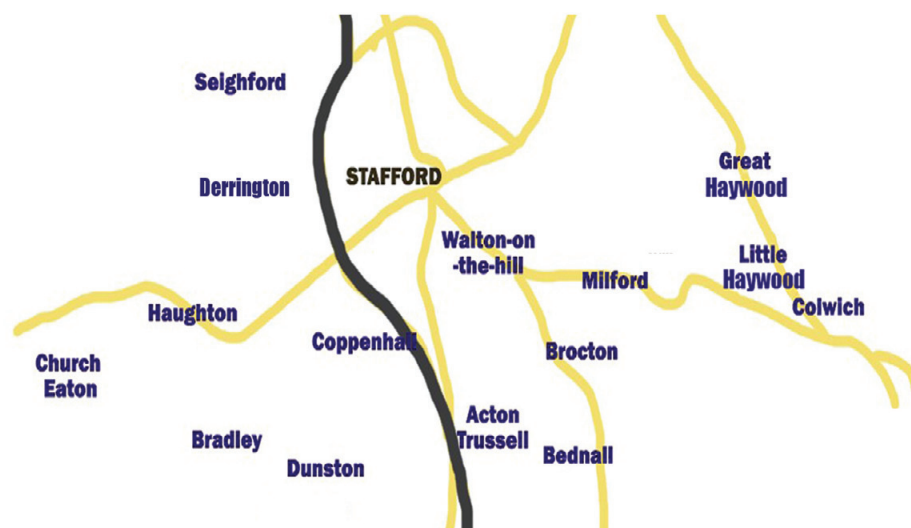 Seighford
Great
Haywood
STAFFORD
Derrington
Walton-on
-the-hill
Little
Haywood
Milford
Colwich
Haughton
Coppenhall
Brocton
Church
Eaton
Acton
Trussell
Bradley
Bednall
Dunston